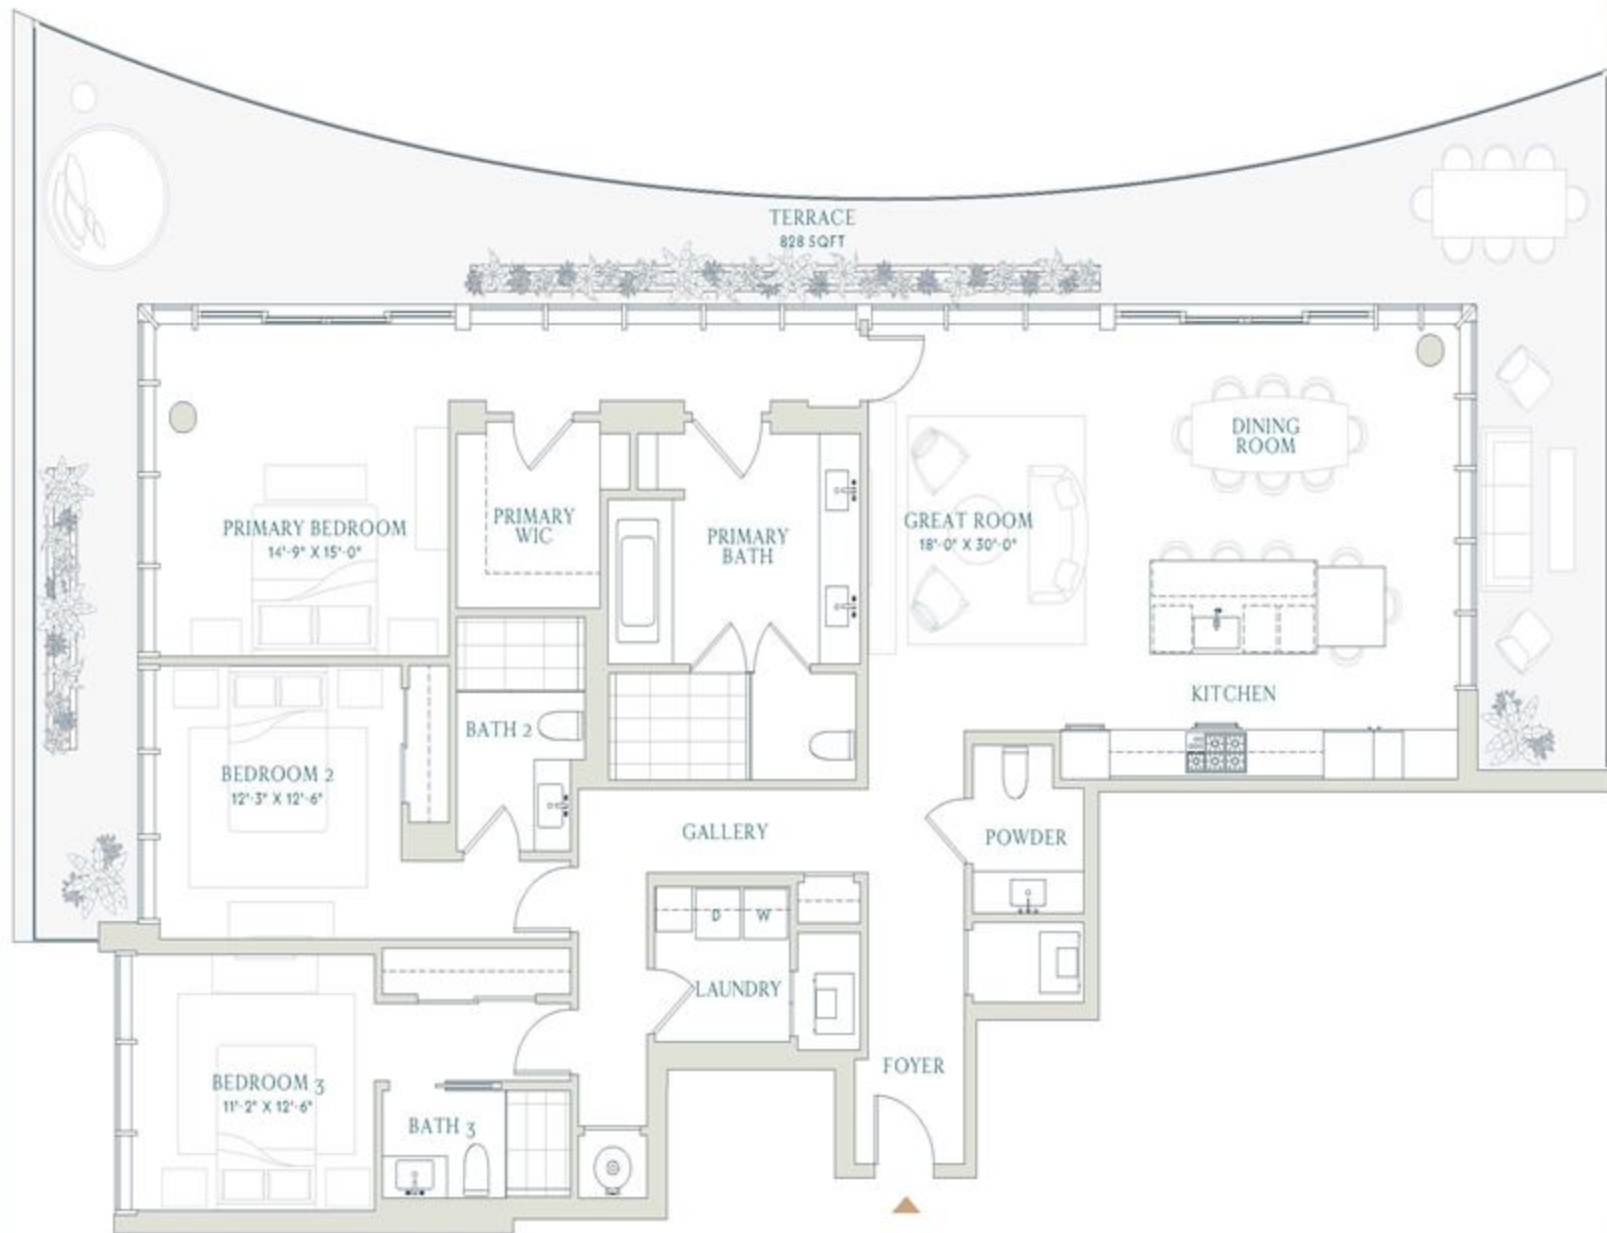 TERRACE
828 SQFT
DINING
ROOM
PRIMARY BEDROOM
14'-9" X 15'-0"
PRIMARY
WIC
PRIMARY
BATH
GREAT ROOM
18'-0" X 30'-0"
KITCHEN
BATH 2
BEDROOM 2
12'-3" X 12'-6"
GALLERY
POWDER
D
W
LAUNDRY
FOYER
BEDROOM 3
11'-2" X 12'-6"
BATH 3